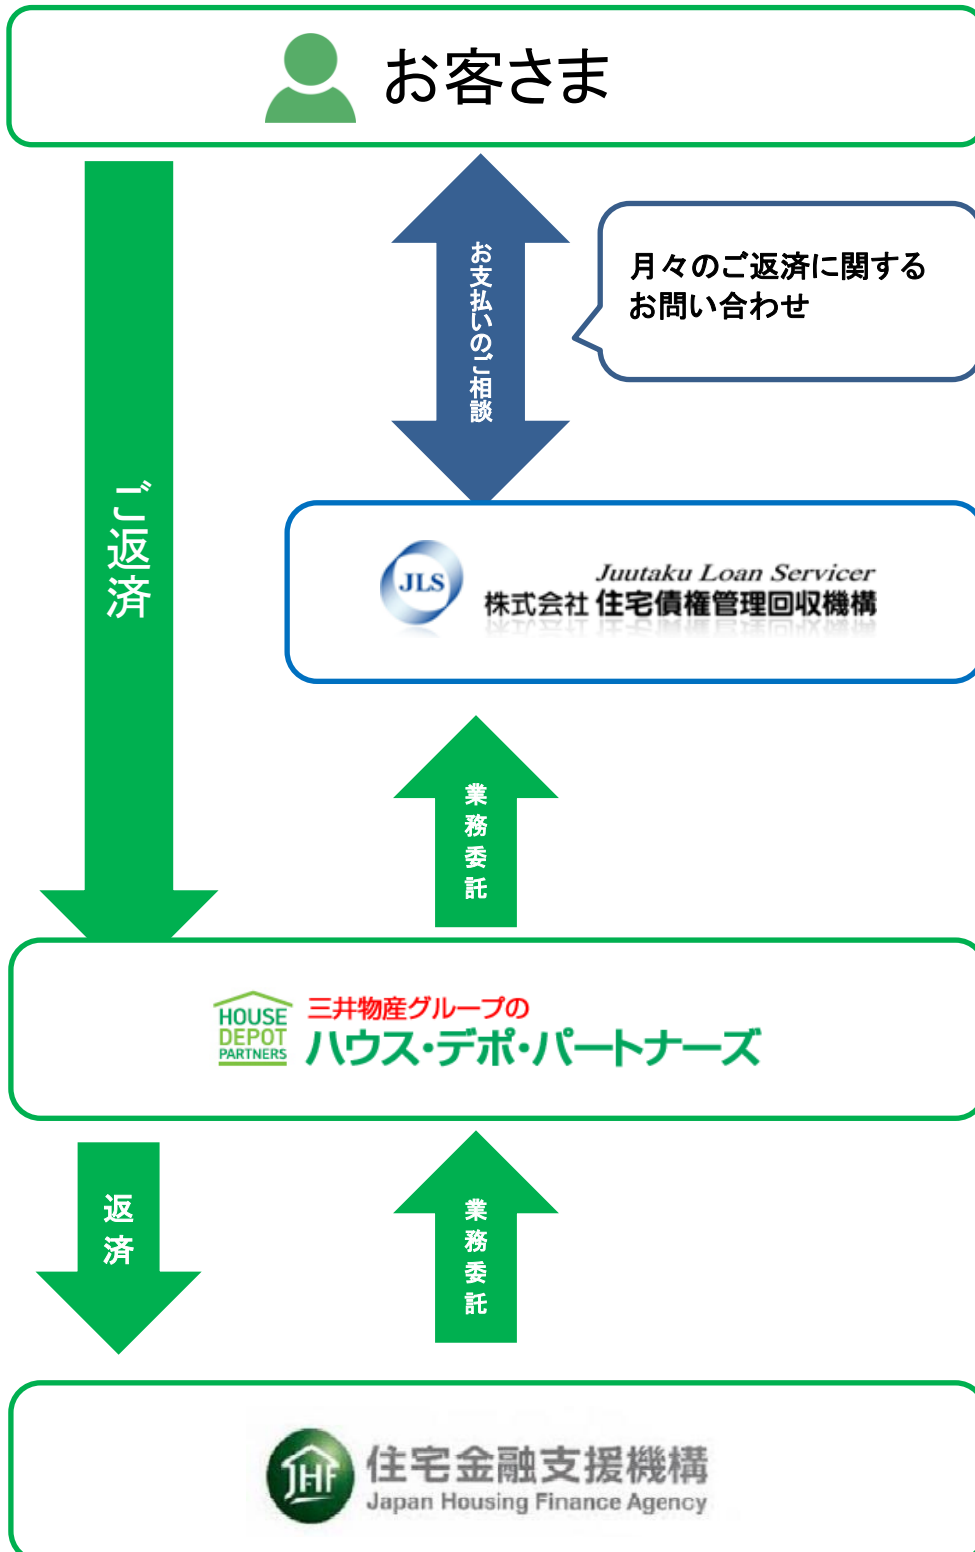 お客さま
お支払いのご相談
月々のご返済に関する
お問い合わせ
ご返済
JLS
Juutaku Loan Servicer
株式会社 住宅債権管理回収機構
業務委託
HOUSE
DEPOT
PARTNERS
三井物産グループの
ハウス・デポ・パートナーズ
返済
業務委託
JHF
住宅金融支援機構
Japan Housing Finance Agency